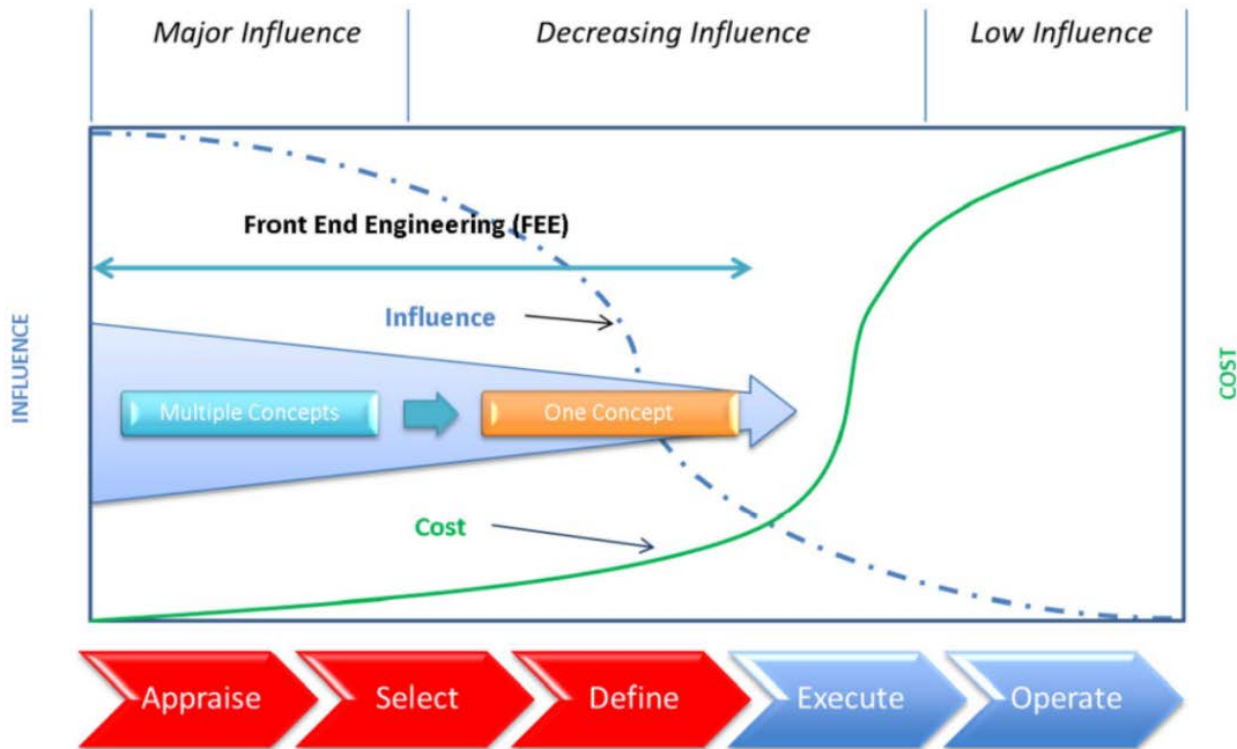 Major Influence
Decreasing Influence
Low Influence
Front End Engineering (FEE)
Influence
INFLUENCE
COST
Multiple Concepts
One Concept
Cost
Appraise
Select
Define
Execute
Operate